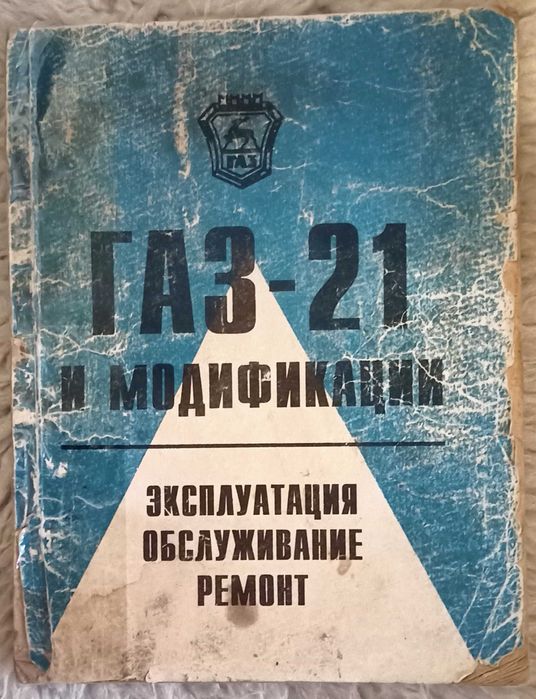 ГАЗ
ГАЗ-21
И МОДИФИКАЦИИ
ЭКСПЛУАТАЦИЯ
ОБСЛУЖИВАНИЕ
РЕМОНТ